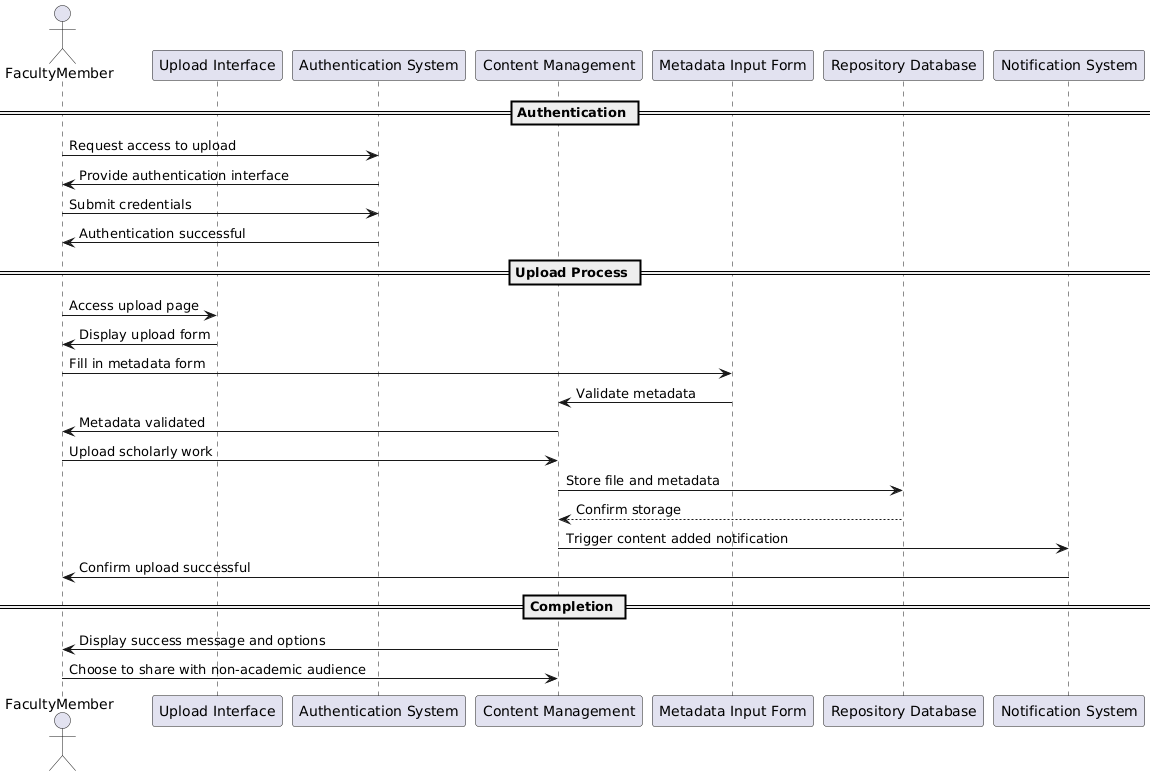 FacultyMember
Upload Interface
Authentication System
Content Management
Metadata Input Form
Repository Database
Notification System
Authentication
Request access to upload
Provide authentication interface
Submit credentials
Authentication successful
Upload Process
Access upload page
Display upload form
Fill in metadata form
Validate metadata
Metadata validated
Upload scholarly work
Store file and metadata
Confirm storage
Trigger content added notification
Confirm upload successful
Completion
Display success message and options
Choose to share with non-academic audience
FacultyMember
Upload Interface
Authentication System
Content Management
Metadata Input Form
Repository Database
Notification System